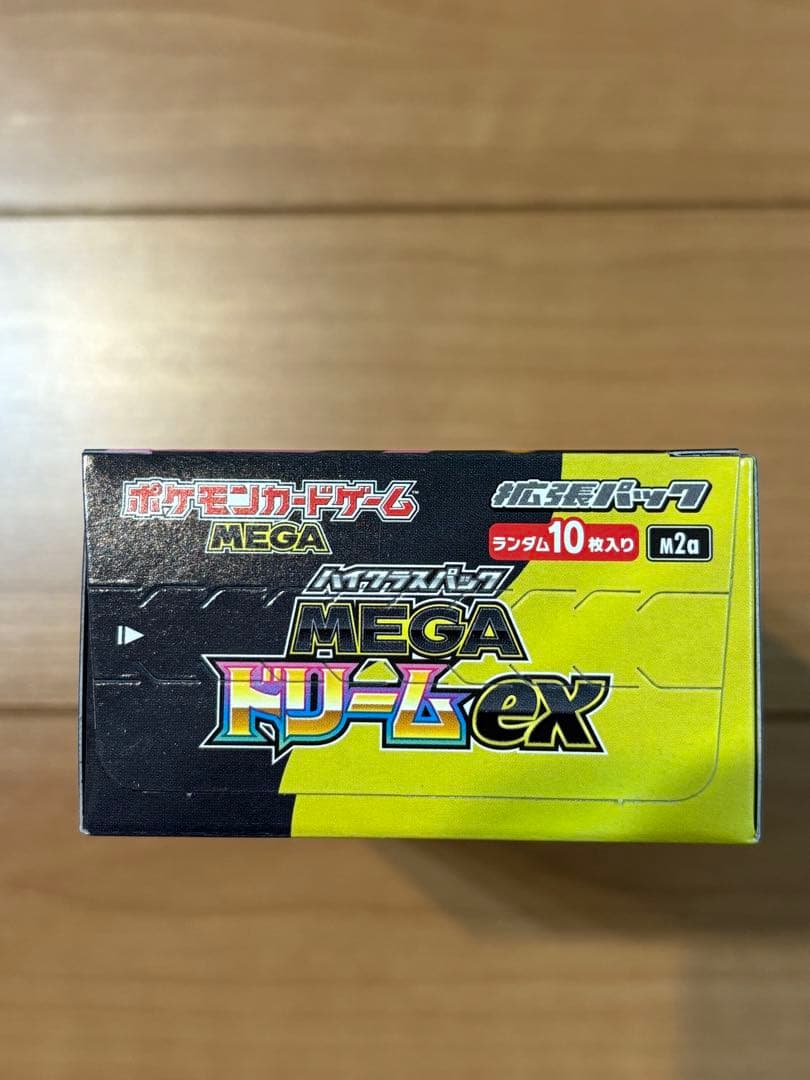 ポケモンカードゲーム™
MEGA
拡張パック
ランダム10枚入り M2a
ハイクラスパック
MEGA
ドリームex